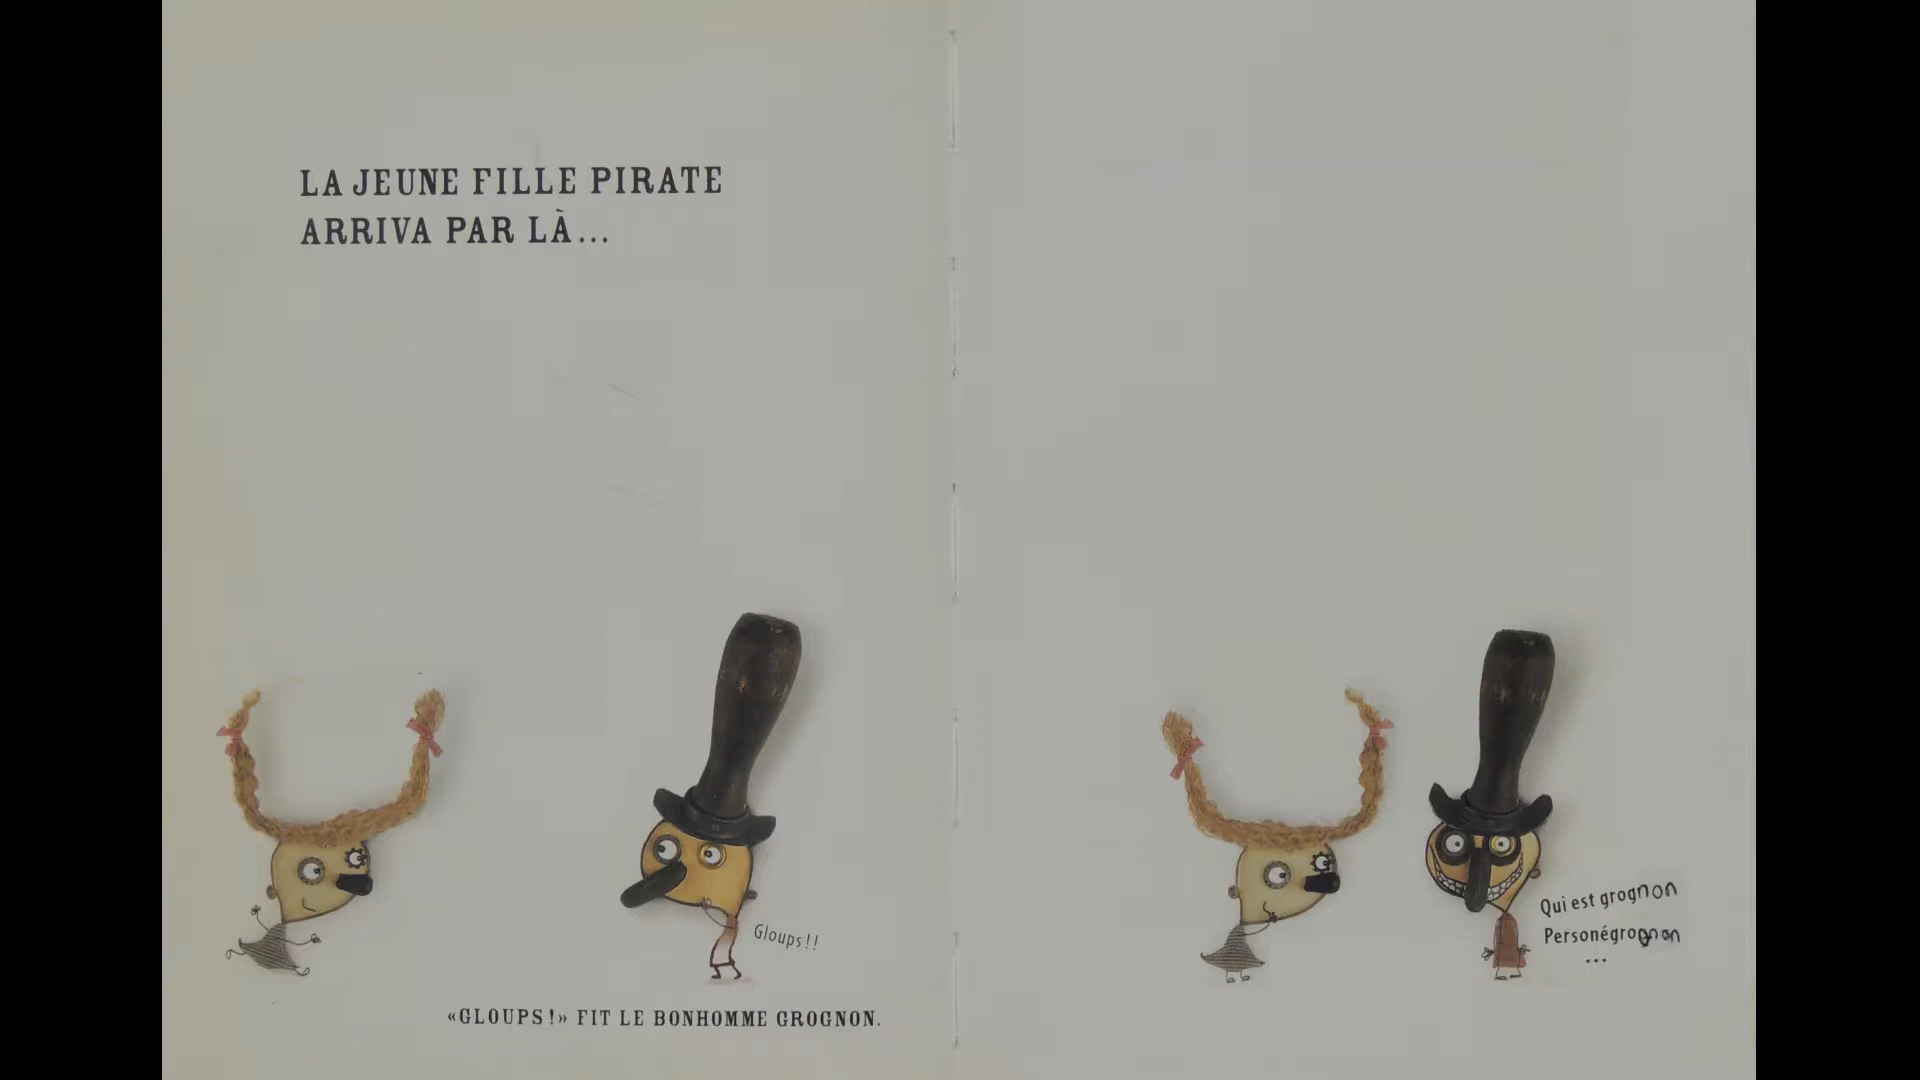 LA JEUNE FILLE PIRATE
ARRIVA PAR LÀ...
Gloups!!
«GLOUPS!» FIT LE BONHOMME GROGNON.
Qui est grognon
Personégrognon
...